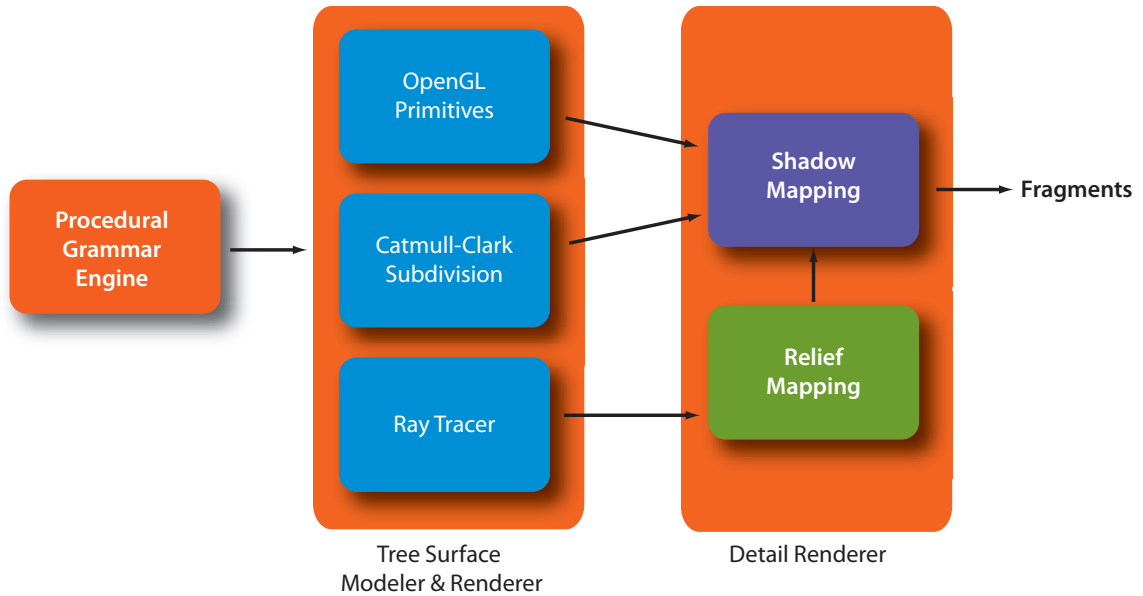 Procedural
Grammar
Engine
OpenGL
Primitives
Catmull-Clark
Subdivision
Ray Tracer
Tree Surface
Modeler & Renderer
Shadow
Mapping
Relief
Mapping
Detail Renderer
Fragments